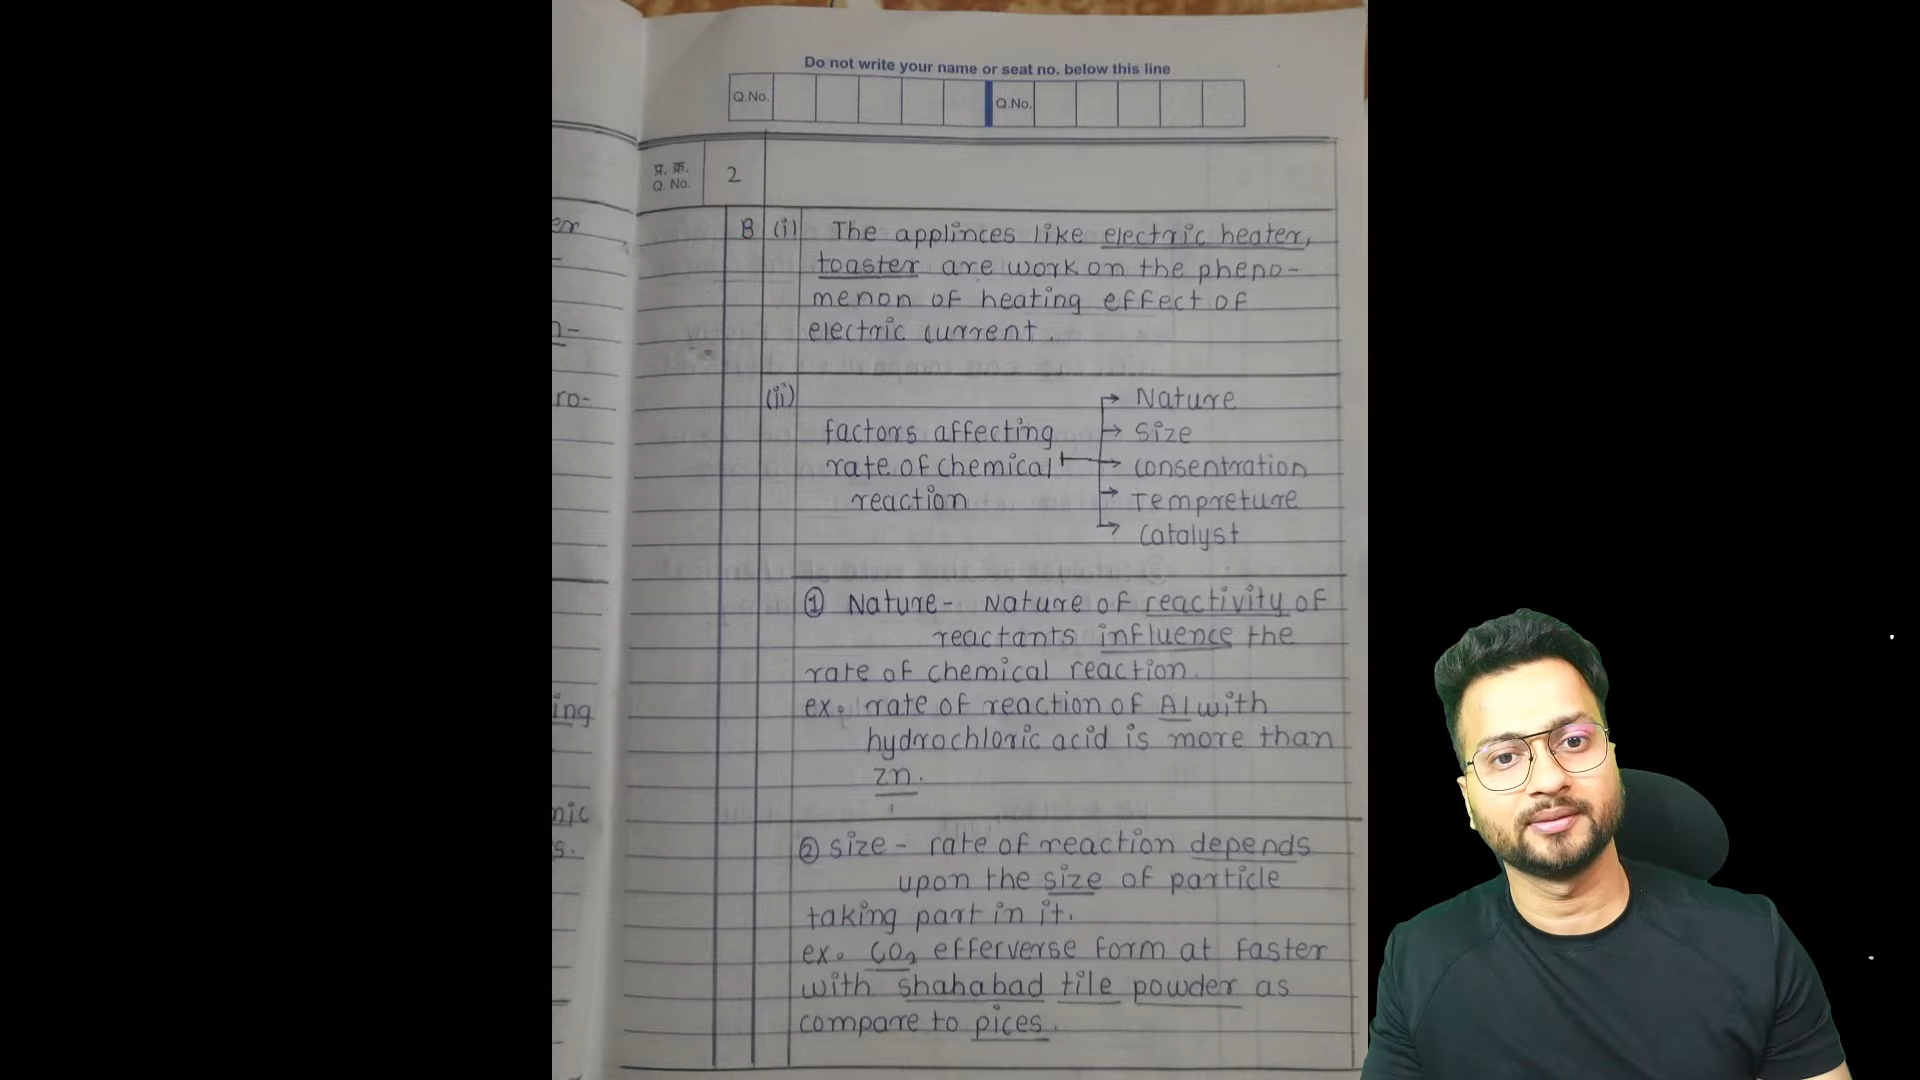 Do not write your name or seat no. below this line
Q.No.
Q.No.
प्र. क्र.
Q. No.
2
B (i) The applinces like electric heater,
toaster are work on the pheno-
menon of heating effect of
electric current.
(ii)
factors affecting
rate of chemical
reaction
Nature
Size
consentration
Tempreture
Catalyst
① Nature - Nature of reactivity of
reactants influence the
rate of chemical reaction.
ex. rate of reaction of Al with
hydrochloric acid is more than
Zn.
② size - rate of reaction depends
upon the size of particle
taking part in it.
ex. CO₂ efferverse form at faster
with shahabad tile powder as
compare to pices.
er
n-
ro-
ing
nic
s.